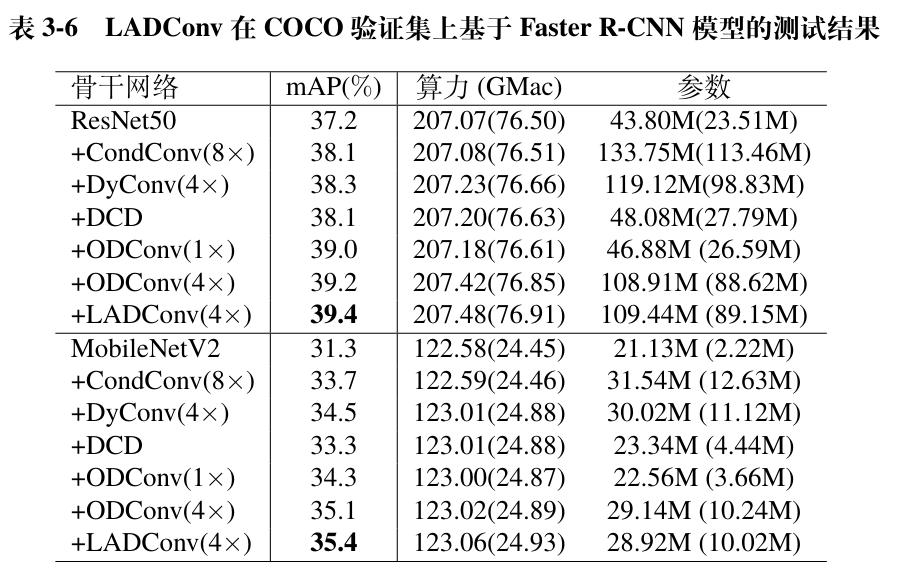 表 3-6 LADConv 在 COCO 验证集上基于 Faster R-CNN 模型的测试结果
骨干网络 mAP(%) 算力 (GMac) 参数
ResNet50 37.2 207.07(76.50) 43.80M(23.51M)
+CondConv(8×) 38.1 207.08(76.51) 133.75M(113.46M)
+DyConv(4×) 38.3 207.23(76.66) 119.12M(98.83M)
+DCD 38.1 207.20(76.63) 48.08M(27.79M)
+ODConv(1×) 39.0 207.18(76.61) 46.88M (26.59M)
+ODConv(4×) 39.2 207.42(76.85) 108.91M (88.62M)
+LADConv(4×) 39.4 207.48(76.91) 109.44M (89.15M)
MobileNetV2 31.3 122.58(24.45) 21.13M (2.22M)
+CondConv(8×) 33.7 122.59(24.46) 31.54M (12.63M)
+DyConv(4×) 34.5 123.01(24.88) 30.02M (11.12M)
+DCD 33.3 123.01(24.88) 23.34M (4.44M)
+ODConv(1×) 34.3 123.00(24.87) 22.56M (3.66M)
+ODConv(4×) 35.1 123.02(24.89) 29.14M (10.24M)
+LADConv(4×) 35.4 123.06(24.93) 28.92M (10.02M)